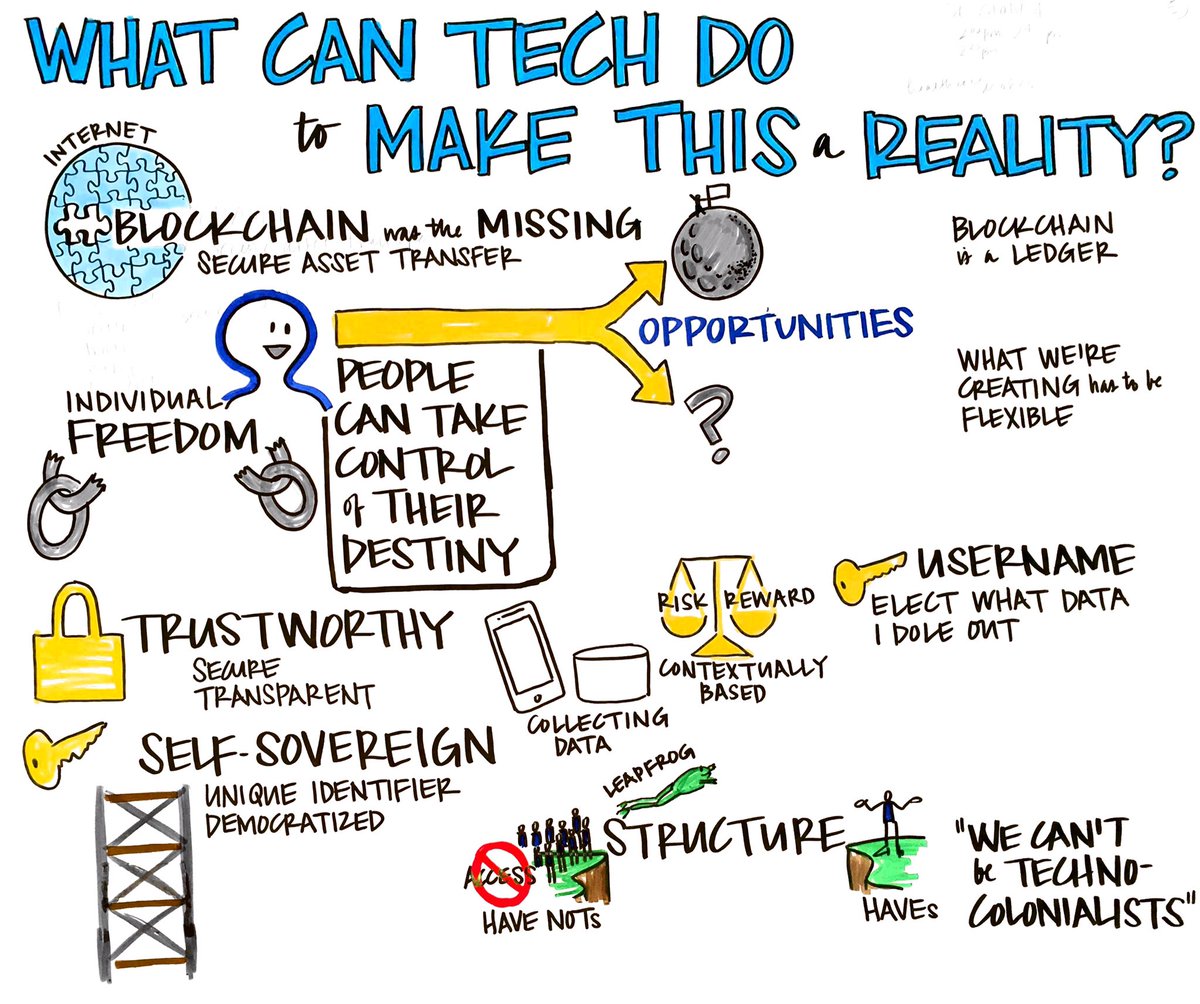 WHAT CAN TECH DO
to MAKE THIS a REALITY?
INTERNET
BLOCKCHAIN was the MISSING
SECURE ASSET TRANSFER
BLOCKCHAIN
is a LEDGER
OPPORTUNITIES
PEOPLE
CAN TAKE
CONTROL
of THEIR
DESTINY
INDIVIDUAL
FREEDOM
WHAT WE'RE
CREATING has to be
FLEXIBLE
TRUSTWORTHY
SECURE
TRANSPARENT
COLLECTING
DATA
RISK REWARD
CONTEXTUALLY
BASED
USERNAME
ELECT WHAT DATA
I DOLE OUT
SELF-SOVEREIGN
UNIQUE IDENTIFIER
DEMOCRATIZED
LEAPFROG
STRUCTURE
ACCESS
HAVE NOTs
HAVEs
"WE CAN'T
be TECHNO-
COLONIALISTS"